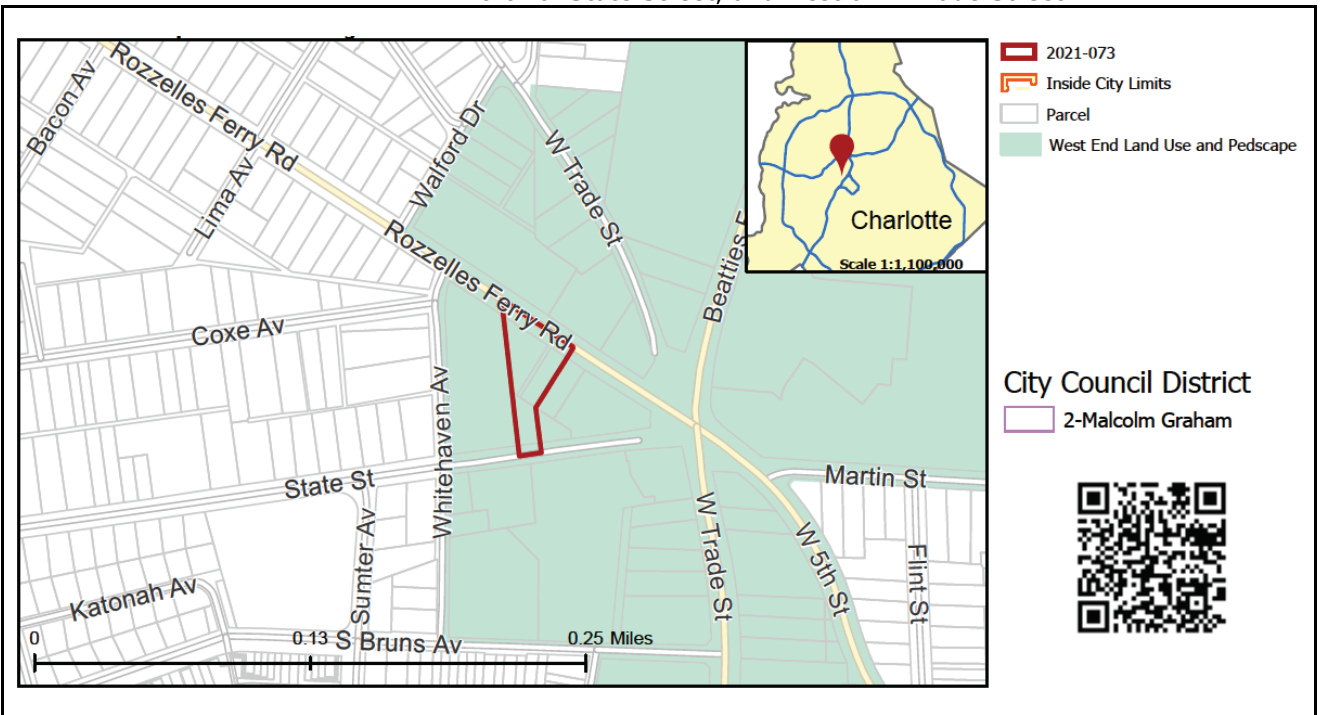 2021-073
Inside City Limits
Parcel
West End Land Use and Pedscape
Bacon Av
Rozzelles Ferry Rd
Lima Av
Walford Dr
W Trade St
Rozzelles Ferry Rd
Beatties F
Charlotte
Scale 1:1,100,000
Coxe Av
Whitehaven Av
City Council District
2-Malcolm Graham
State St
Sumter Av
Martin St
W Trade St
W 5th St
Flint St
Katonah Av
S Bruns Av
0
0.13
0.25 Miles